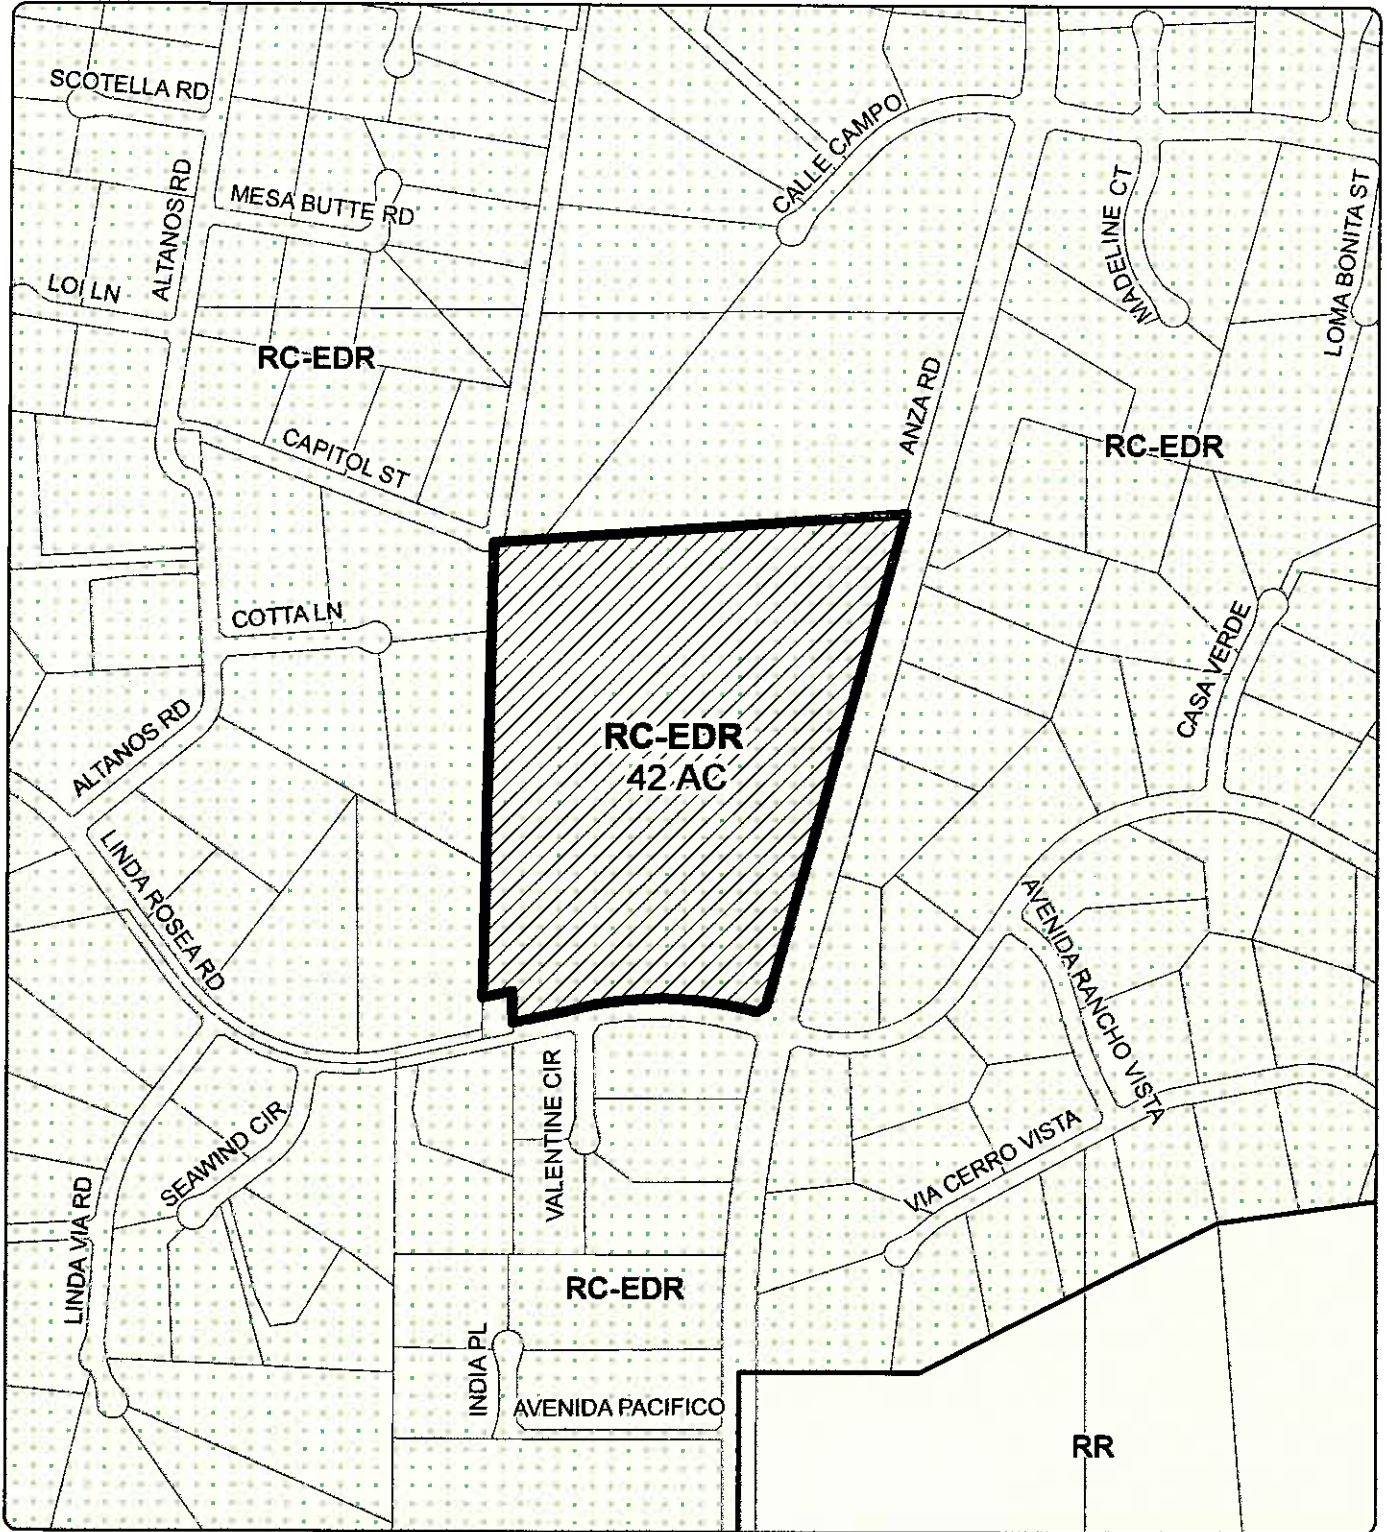 SCOTELLA RD
CALLE CAMPO
ALTANOS RD
MESA BUTTE RD
MADELINE CT
LOMA BONITA ST
LOI LN
RC-EDR
ANZA RD
CAPITOL ST
RC-EDR
COTTA LN
CASA VERDE
ALTANOS RD
RC-EDR
42 AC
LINDA ROSEA RD
AVENIDA RANCHO VISTA
VALENTINE CIR
SEAWIND CIR
VIA CERRO VISTA
LINDA VIA RD
RC-EDR
INDIA PL
AVENIDA PACIFICO
RR